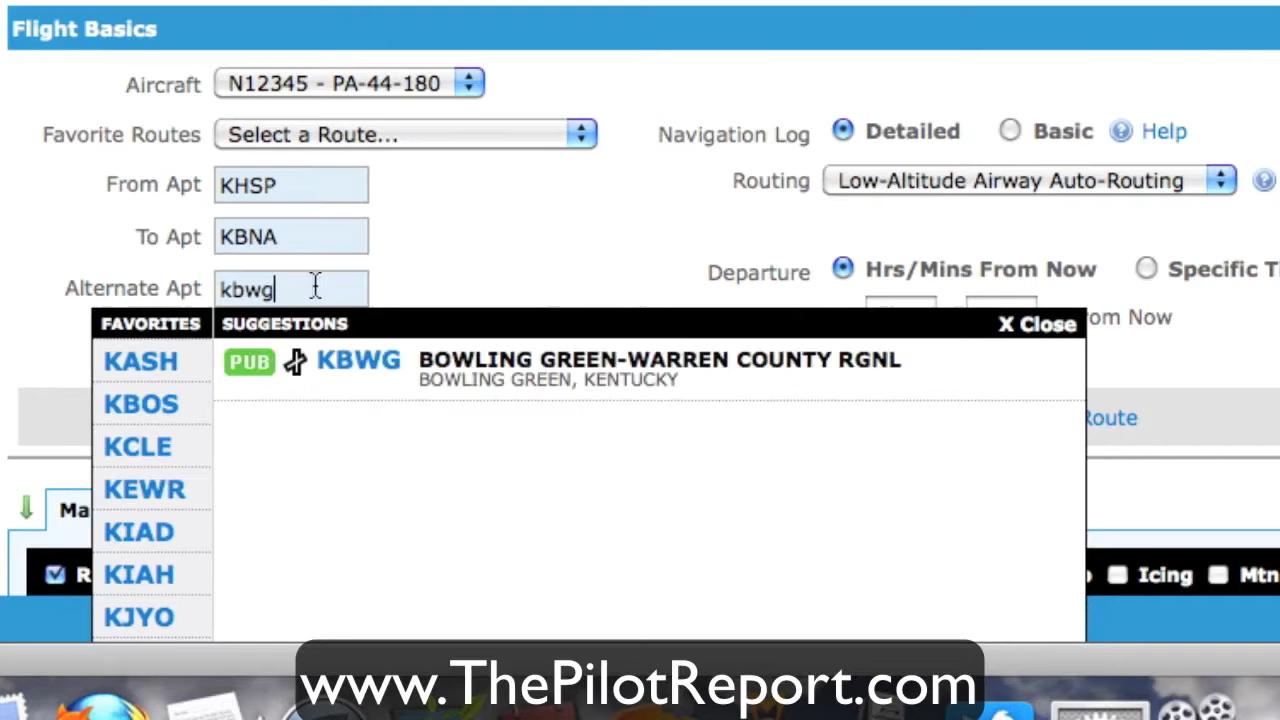 Flight Basics
Aircraft N12345 - PA-44-180
Favorite Routes Select a Route... Navigation Log Detailed Basic Help
From Apt KHSP Routing Low-Altitude Airway Auto-Routing
To Apt KBNA
Alternate Apt kbwg Departure Hrs/Mins From Now Specific Ti
FAVORITES SUGGESTIONS X Close om Now
KASH PUB KBWG BOWLING GREEN-WARREN COUNTY RGNL
BOWLING GREEN, KENTUCKY
KBOS Route
KCLE
KEWR
Ma
KIAD
KIAH R Icing Mtn
KJYO
www.ThePilotReport.com